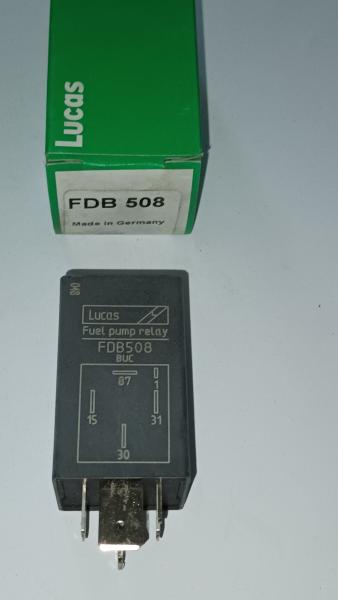 Lucas
FDB 508
Made in Germany
Lucas
Fuel pump relay
FDB508
BUC
87
1
15
31
30